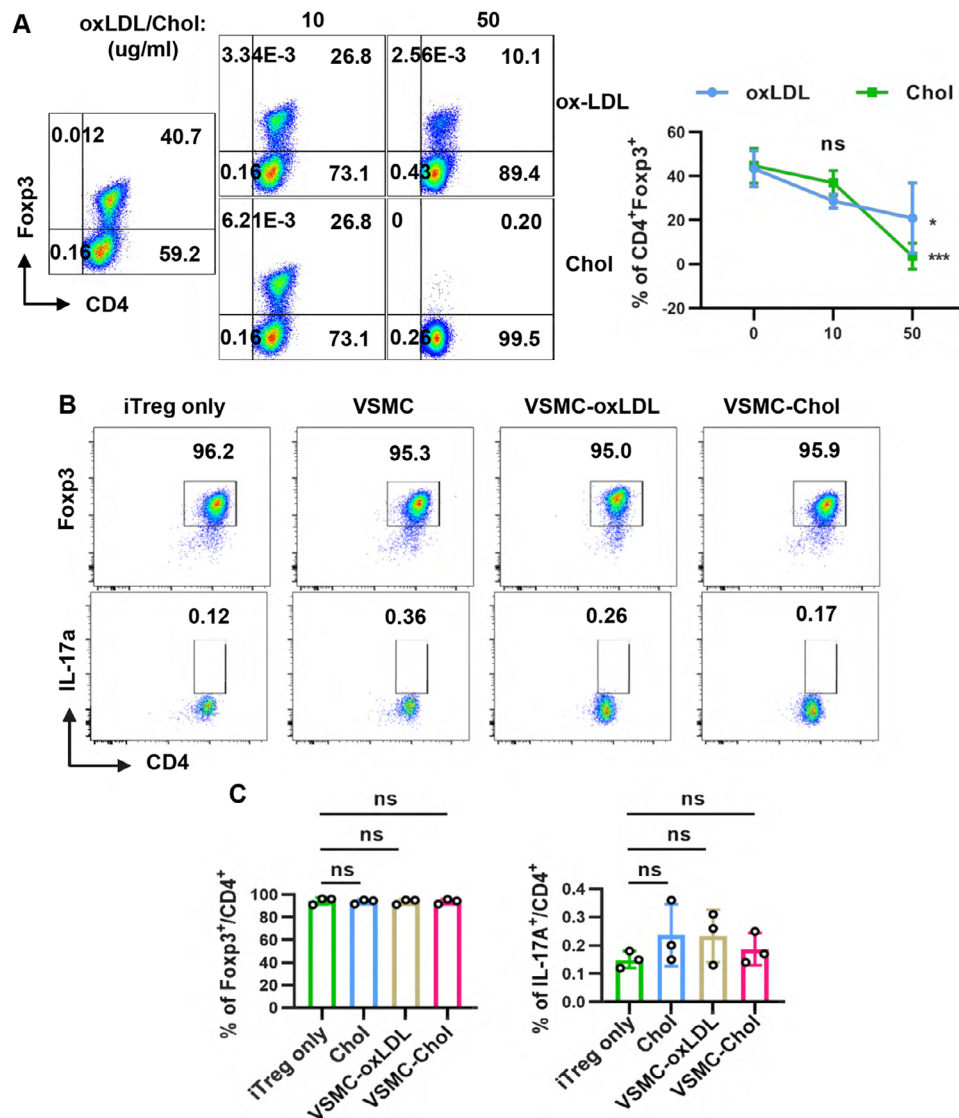 A
oxLDL/Chol:
(ug/ml)
10
50
0.012
40.7
0.16
59.2
Foxp3
CD4
3.34E-3
26.8
0.16
73.1
2.56E-3
10.1
0.43
89.4
ox-LDL
6.21E-3
26.8
0.16
73.1
0
0.20
0.26
99.5
Chol
oxLDL
Chol
% of CD4+Foxp3+
60
40
20
0
-20
ns
*
***
0
10
50
B
iTreg only
VSMC
VSMC-oxLDL
VSMC-Chol
Foxp3
96.2
95.3
95.0
95.9
IL-17a
0.12
0.36
0.26
0.17
CD4
C
ns
ns
ns
% of Foxp3+/CD4+
100
80
60
40
20
0
iTreg only
Chol
VSMC-oxLDL
VSMC-Chol
ns
ns
ns
% of IL-17A+/CD4+
0.4
0.3
0.2
0.1
0.0
iTreg only
Chol
VSMC-oxLDL
VSMC-Chol